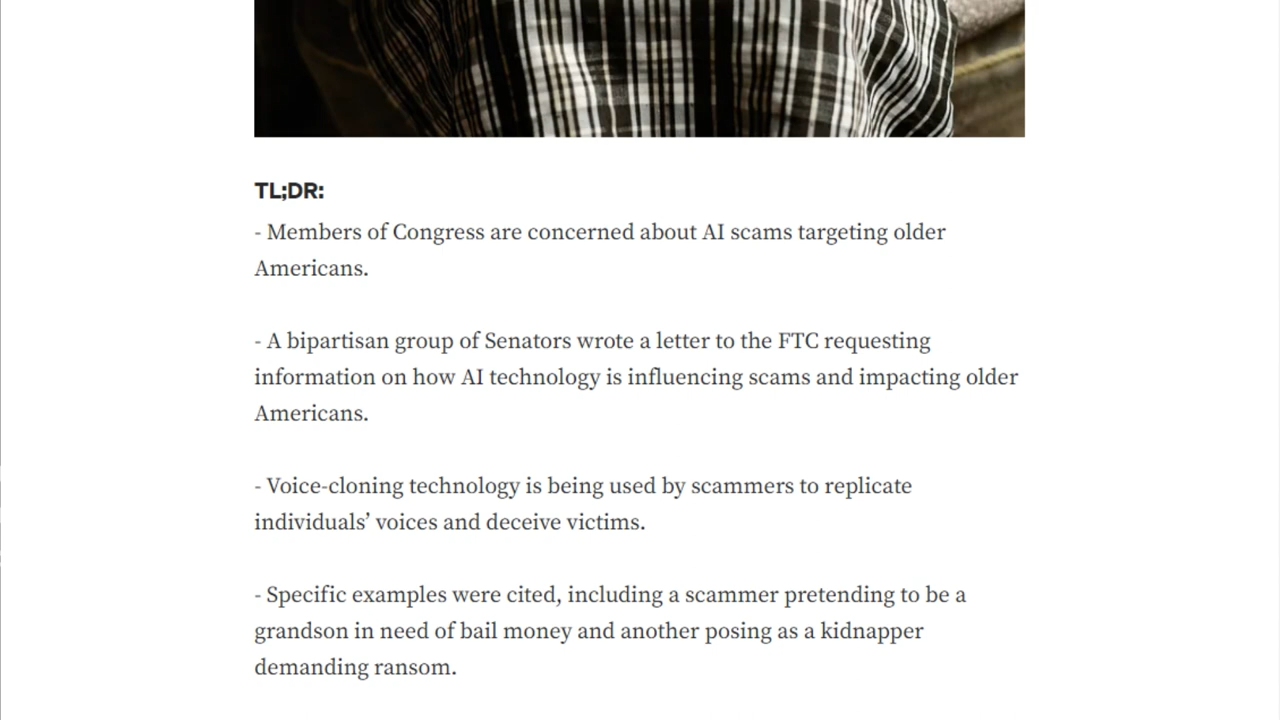 TL;DR:
- Members of Congress are concerned about AI scams targeting older
Americans.
- A bipartisan group of Senators wrote a letter to the FTC requesting
information on how AI technology is influencing scams and impacting older
Americans.
- Voice-cloning technology is being used by scammers to replicate
individuals’ voices and deceive victims.
- Specific examples were cited, including a scammer pretending to be a
grandson in need of bail money and another posing as a kidnapper
demanding ransom.